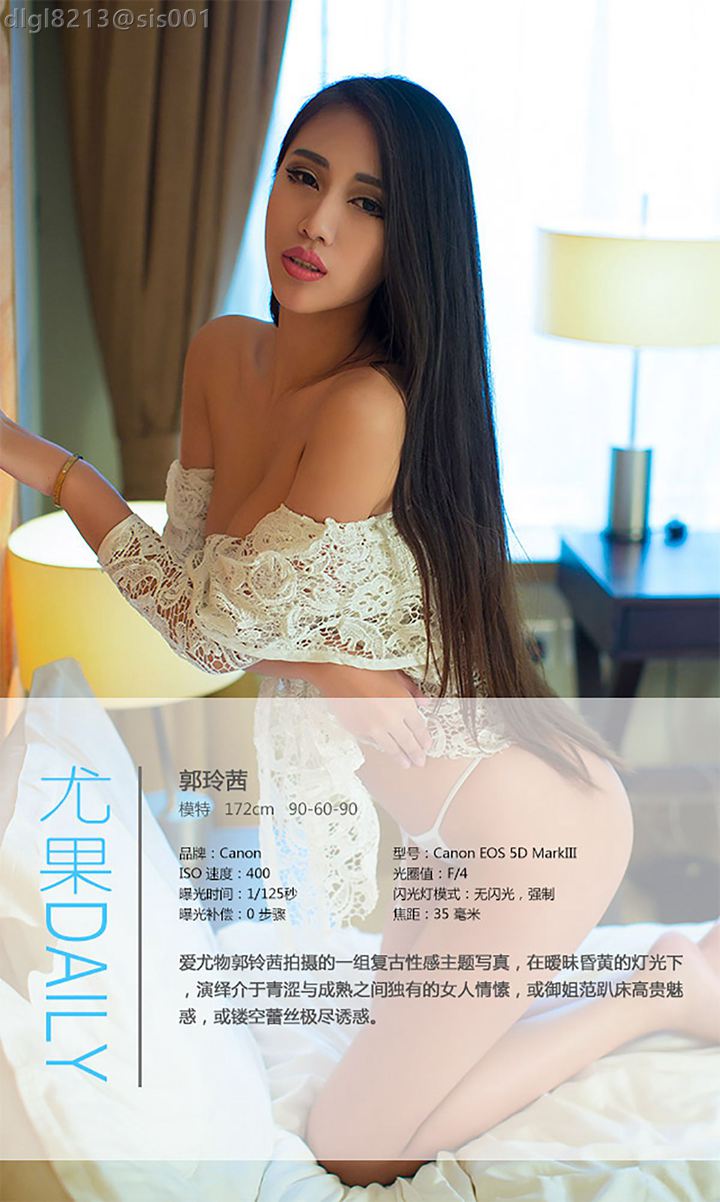 dlgl8213@sis001
尤果DAILY
郭玲茜
模特 172cm 90-60-90
品牌：Canon
型号：Canon EOS 5D MarkIII
ISO 速度：400
光圈值：F/4
曝光时间：1/125秒
闪光灯模式：无闪光，强制
曝光补偿：0 步骤
焦距：35 毫米
爱尤物郭铃茜拍摄的一组复古性感主题写真，在暧昧昏黄的灯光下
，演绎介于青涩与成熟之间独有的女人情愫，或御姐范趴床高贵魅
惑，或镂空蕾丝极尽诱惑。